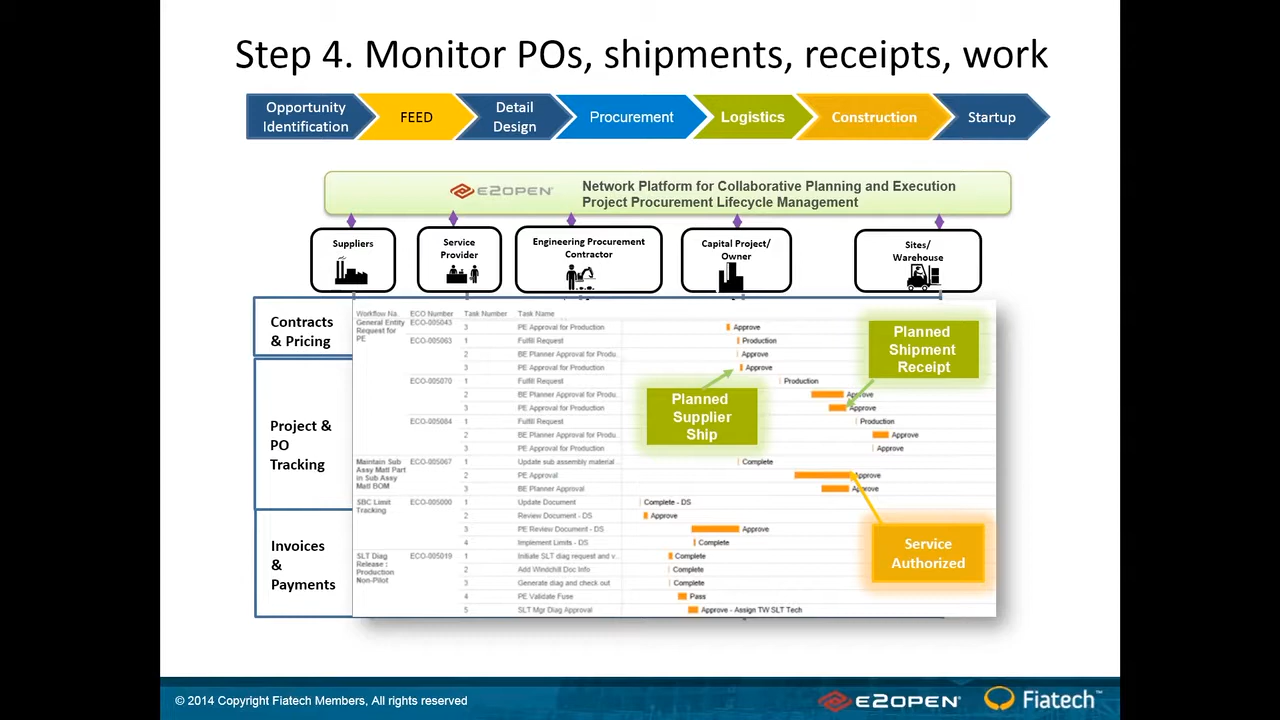 Step 4. Monitor POs, shipments, receipts, work
Opportunity
Identification
FEED
Detail
Design
Procurement
Logistics
Construction
Startup
E2OPEN
Network Platform for Collaborative Planning and Execution
Project Procurement Lifecycle Management
Suppliers
Service
Provider
Engineering Procurement
Contractor
Capital Project/
Owner
Sites/
Warehouse
Contracts
& Pricing
Project &
PO
Tracking
Invoices
&
Payments
Workflow Na. ECO Number Task Number Task Name
General Entity
Request for
PE
ECO-005043
3 PE Approval for Production Approve
ECO-005063 1 Fulfill Request Production
2 BE Planner Approval for Produ. Approve
3 PE Approval for Production Approve
ECO-005070 1 Fulfill Request Production
2 BE Planner Approval for Produ. Approve
3 PE Approval for Production Approve
ECO-005084 1 Fulfill Request Production
2 BE Planner Approval for Produ. Approve
3 PE Approval for Production Approve
Maintain Sub
Assy Matl Part
in Sub Assy
Matl BOM
ECO-005067 1 Update sub assembly material.. Complete
2 PE Approval Approve
3 BE Planner Approval Approve
SBC Limit
Tracking
ECO-005000 1 Update Document Complete - DS
2 Review Document - DS Approve
3 PE Review Document - DS Approve
4 Implement Limits - DS Complete
SLT Diag
Release :
Production
Non-Pilot
ECO-005019 1 Initiate SLT diag request and v.. Complete
2 Add Windchill Doc Info Complete
3 Generate diag and check out Complete
4 PE Validate Fuse Pass
5 SLT Mgr Diag Approval Approve - Assign TW SLT Tech
Planned
Shipment
Receipt
Planned
Supplier
Ship
Service
Authorized
© 2014 Copyright Fiatech Members, All rights reserved
E2OPEN
Fiatech™